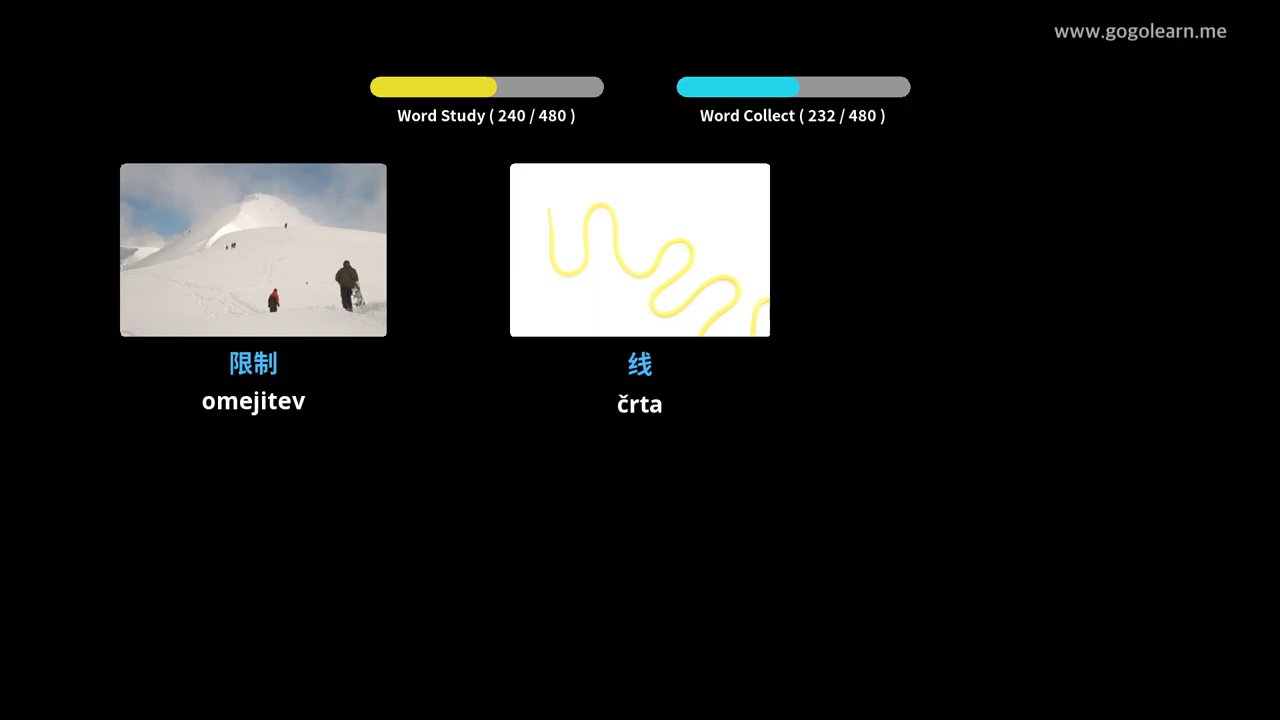 www.gogolearn.me
Word Study ( 240 / 480 )
Word Collect ( 232 / 480 )
限制
omejitev
线
črta